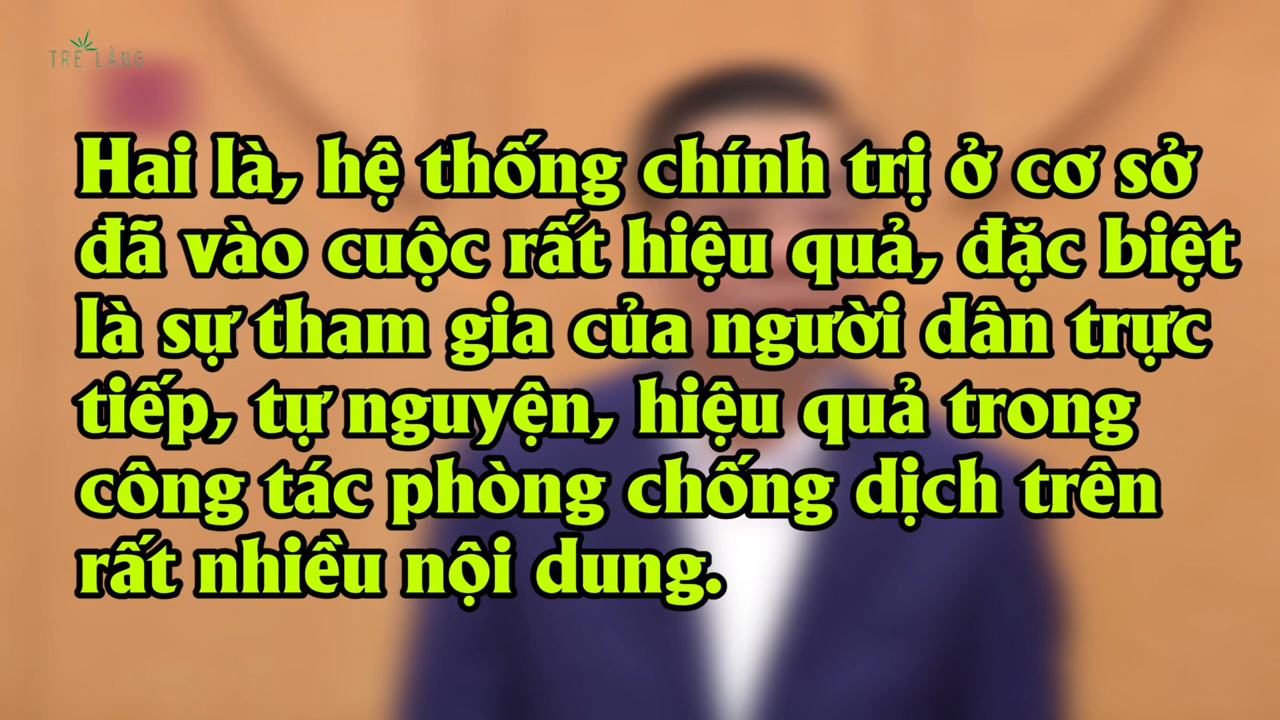 TRE LÀNG
Hai là, hệ thống chính trị ở cơ sở
đã vào cuộc rất hiệu quả, đặc biệt
là sự tham gia của người dân trực
tiếp, tự nguyện, hiệu quả trong
công tác phòng chống dịch trên
rất nhiều nội dung.